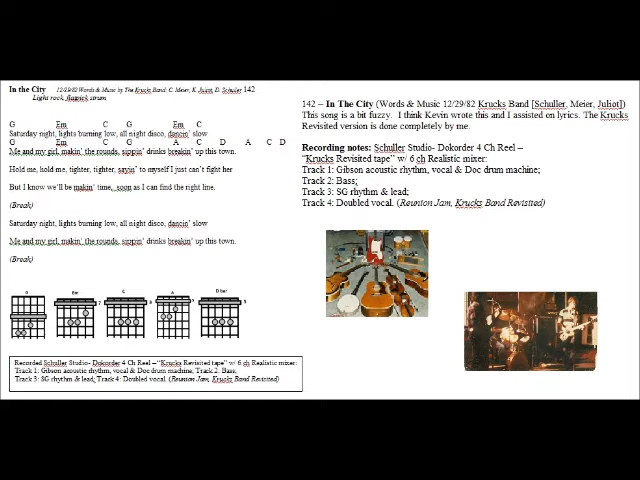 In the City 12/29/82 Words & Music by The Krucks Band: C. Meier, K. Juliot, D. Schuller 142
Light rock, flatpick strum
G Em C G Em C
Saturday night, lights burning low, all night disco, dancin' slow
G Em C G A C D A C D
Me and my girl, makin' the rounds, sippin' drinks breakin' up this town.
Hold me, hold me, tighter, tighter, sayin' to myself I just can't fight her
But I know we'll be makin' time, soon as I can find the right line.
(Break)
Saturday night, lights burning low, all night disco, dancin' slow
Me and my girl, makin' the rounds, sippin' drinks breakin' up this town.
(Break)
G Em C A D bar
Recorded Schuller Studio- Dokorder 4 Ch Reel –"Krucks Revisited tape" w/ 6 ch Realistic mixer:
Track 1: Gibson acoustic rhythm, vocal & Doc drum machine, Track 2: Bass;
Track 3: SG rhythm & lead; Track 4: Doubled vocal. (Reunion Jam, Krucks Band Revisited)
142 – In The City (Words & Music 12/29/82 Krucks Band [Schuller, Meier, Juliot])
This song is a bit fuzzy. I think Kevin wrote this and I assisted on lyrics. The Krucks
Revisited version is done completely by me.
Recording notes: Schuller Studio- Dokorder 4 Ch Reel –
"Krucks Revisited tape" w/ 6 ch Realistic mixer:
Track 1: Gibson acoustic rhythm, vocal & Doc drum machine;
Track 2: Bass;
Track 3: SG rhythm & lead;
Track 4: Doubled vocal. (Reunion Jam, Krucks Band Revisited)